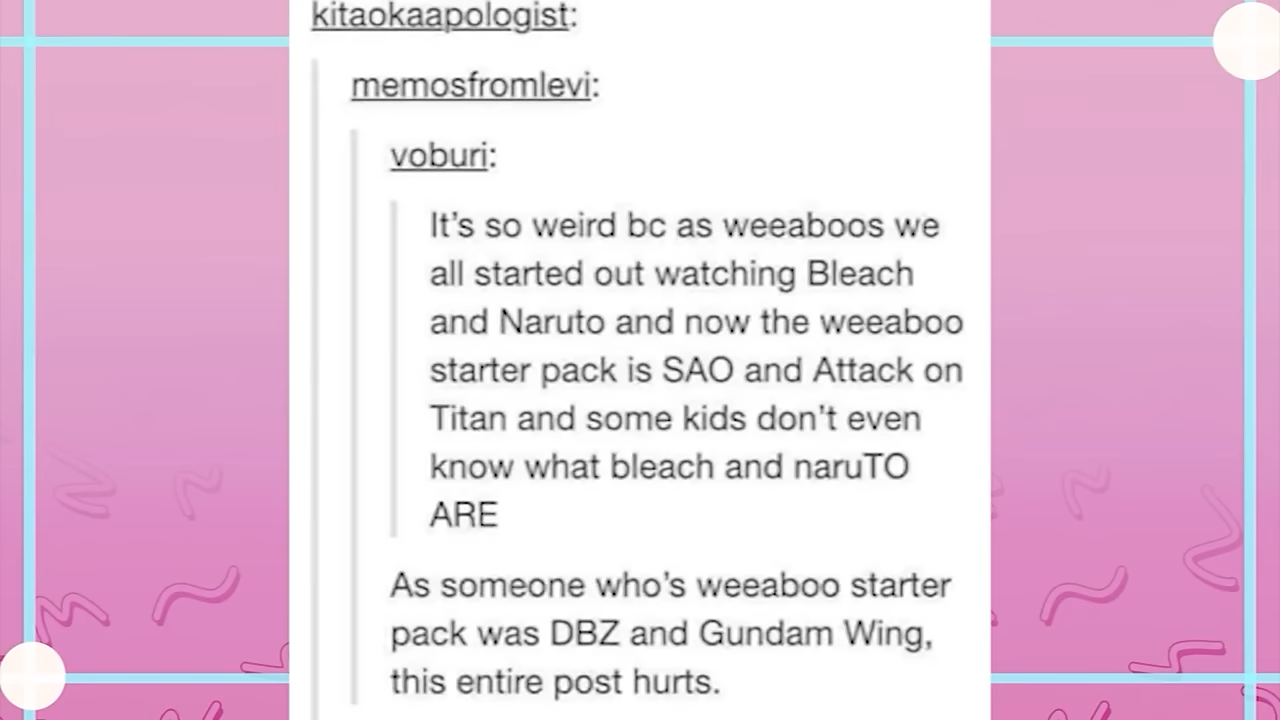 kitaokaapologist:
memosfromlevi:
voburi:
It's so weird bc as weeaboos we
all started out watching Bleach
and Naruto and now the weeaboo
starter pack is SAO and Attack on
Titan and some kids don't even
know what bleach and naruTO
ARE
As someone who's weeaboo starter
pack was DBZ and Gundam Wing,
this entire post hurts.